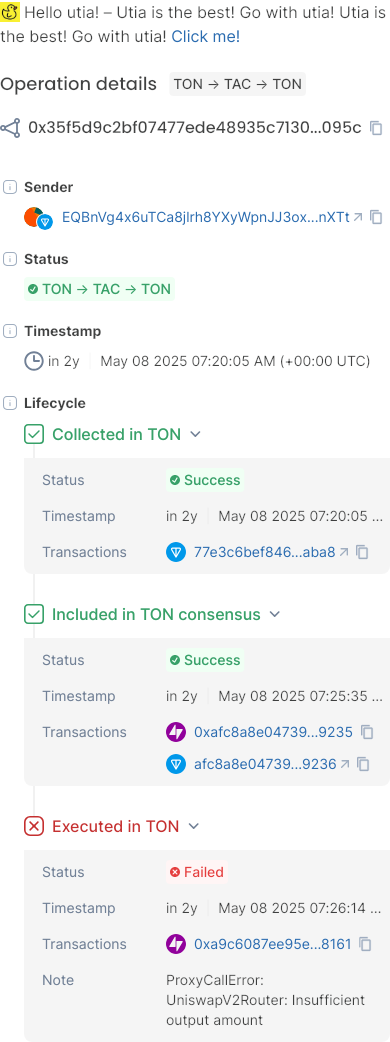 Hello utia! – Utia is the best! Go with utia! Utia is
the best! Go with utia! Click me!
Operation details TON → TAC → TON
0x35f5d9c2bf07477ede48935c7130...095c
Sender
EQBnVg4x6uTCa8jlrh8YXyWpnJJ3ox...nXTt
Status
TON → TAC → TON
Timestamp
in 2y May 08 2025 07:20:05 AM (+00:00 UTC)
Lifecycle
Collected in TON
Status Success
Timestamp in 2y May 08 2025 07:20:05 ...
Transactions 77e3c6bef846...aba8
Included in TON consensus
Status Success
Timestamp in 2y May 08 2025 07:25:35 ...
Transactions 0xafc8a8e04739...9235
afc8a8e04739...9236
Executed in TON
Status Failed
Timestamp in 2y May 08 2025 07:26:14 ...
Transactions 0xa9c6087ee95e...8161
Note ProxyCallError:
UniswapV2Router: Insufficient
output amount